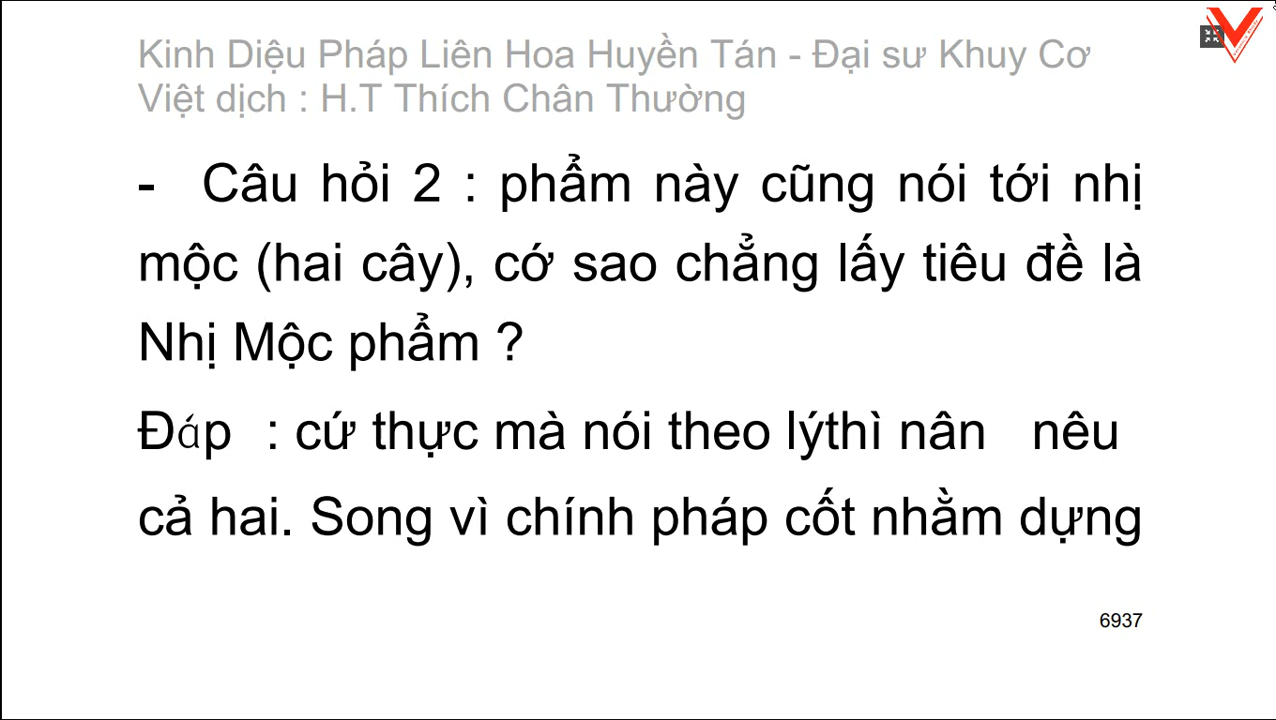 Kinh Diệu Pháp Liên Hoa Huyền Tán - Đại sư Khuy Cơ
Việt dịch : H.T Thích Chân Thường
- Câu hỏi 2 : phẩm này cũng nói tới nhị
mộc (hai cây), cớ sao chẳng lấy tiêu đề là
Nhị Mộc phẩm ?
Đáp : cứ thực mà nói theo lýthì nân nêu
cả hai. Song vì chính pháp cốt nhằm dựng
6937